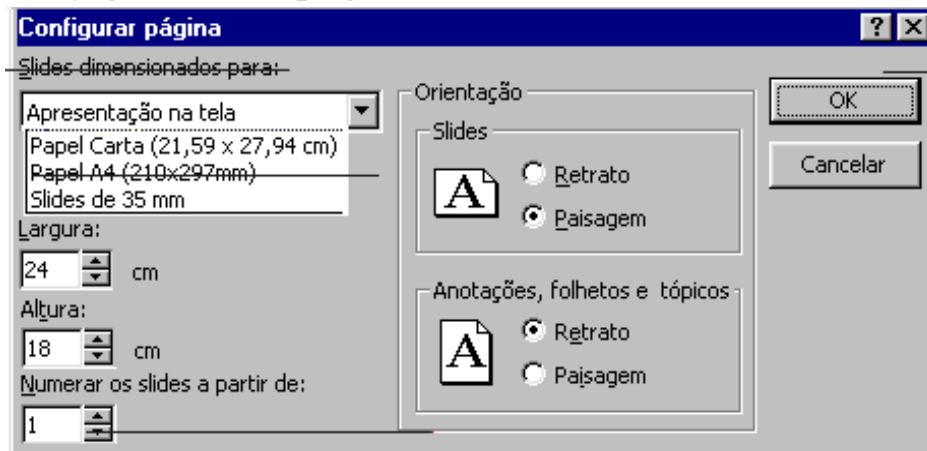 Configurar página
Slides dimensionados para:
Apresentação na tela
Papel Carta (21,59 x 27,94 cm)
Papel A4 (210x297mm)
Slides de 35 mm
Largura:
24 cm
Altura:
18 cm
Numerar os slides a partir de:
1
Orientação
Slides
A
Retrato
Paisagem
Anotações, folhetos e tópicos
A
Retrato
Paisagem
OK
Cancelar